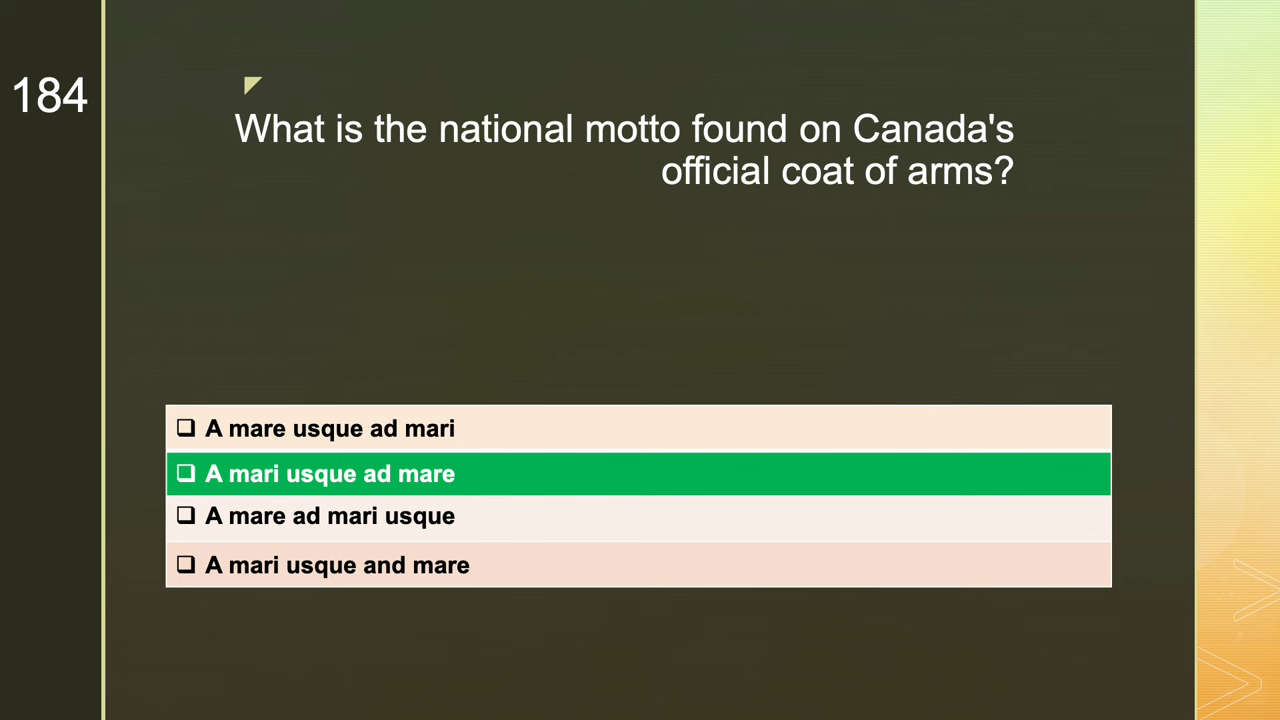 184
What is the national motto found on Canada's
official coat of arms?
❑ A mare usque ad mari
❑ A mari usque ad mare
❑ A mare ad mari usque
❑ A mari usque and mare